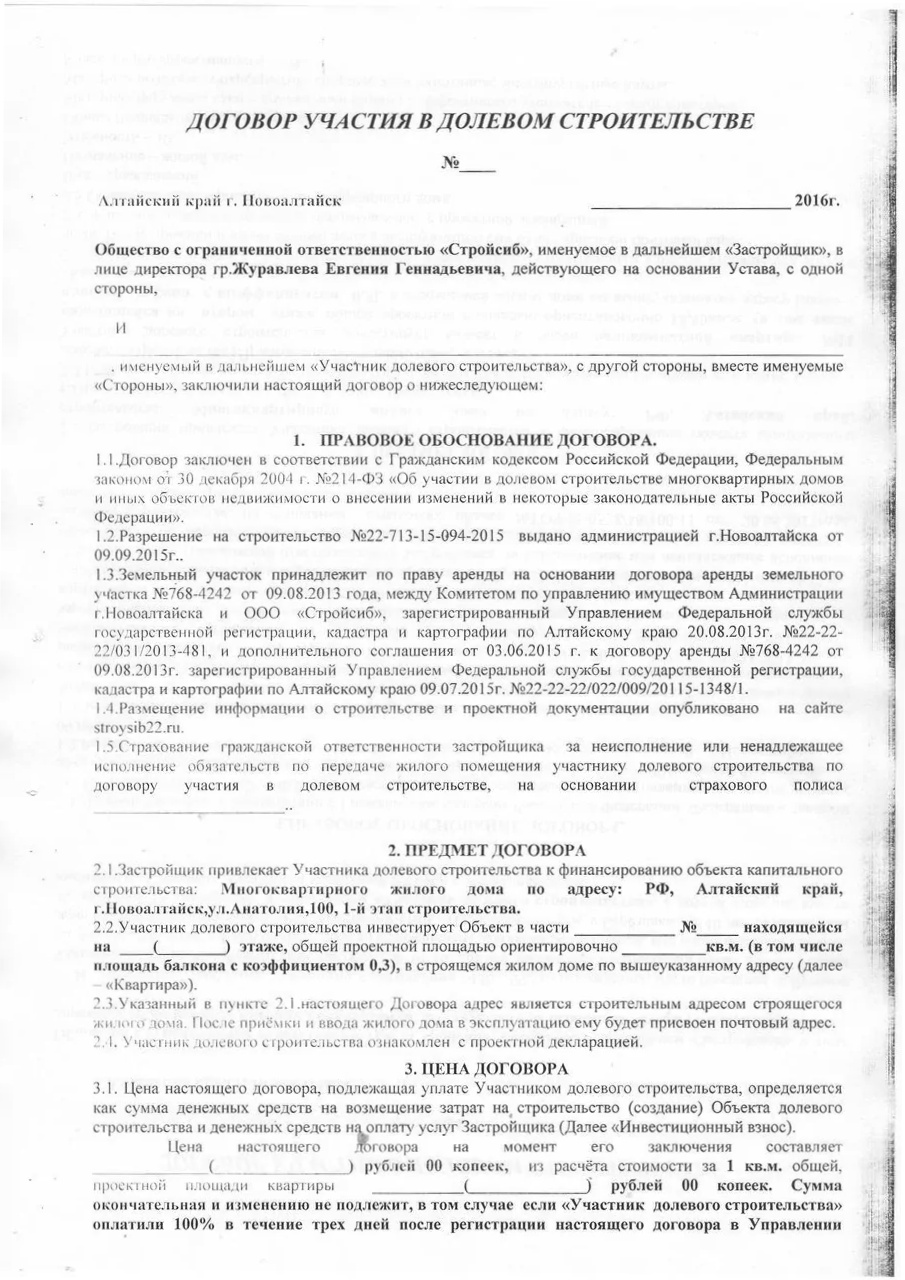 ДОГОВОР УЧАСТИЯ В ДОЛЕВОМ СТРОИТЕЛЬСТВЕ
№____
Алтайский край г. Новоалтайск ______________________ 2016г.
Общество с ограниченной ответственностью «Стройсиб», именуемое в дальнейшем «Застройщик», в
лице директора гр.Журавлева Евгения Геннадьевича, действующего на основании Устава, с одной
стороны,
И
______________________________________________
, именуемый в дальнейшем «Участник долевого строительства», с другой стороны, вместе именуемые
«Стороны», заключили настоящий договор о нижеследующем:
1. ПРАВОВОЕ ОБОСНОВАНИЕ ДОГОВОРА.
1.1.Договор заключен в соответствии с Гражданским кодексом Российской Федерации, Федеральным
законом от 30 декабря 2004 г. №214-ФЗ «Об участии в долевом строительстве многоквартирных домов
и иных объектов недвижимости о внесении изменений в некоторые законодательные акты Российской
Федерации».
1.2.Разрешение на строительство №22-713-15-094-2015 выдано администрацией г.Новоалтайска от
09.09.2015г..
1.3.Земельный участок принадлежит по праву аренды на основании договора аренды земельного
участка №768-4242 от 09.08.2013 года, между Комитетом по управлению имуществом Администрации
г.Новоалтайска и ООО «Стройсиб», зарегистрированный Управлением Федеральной службы
государственной регистрации, кадастра и картографии по Алтайскому краю 20.08.2013г. №22-22-
22/031/2013-481, и дополнительного соглашения от 03.06.2015 г. к договору аренды №768-4242 от
09.08.2013г. зарегистрированный Управлением Федеральной службы государственной регистрации,
кадастра и картографии по Алтайскому краю 09.07.2015г. №22-22-22/022/009/20115-1348/1.
1.4.Размещение информации о строительстве и проектной документации опубликовано на сайте
stroysib22.ru.
1.5.Страхование гражданской ответственности застройщика за неисполнение или ненадлежащее
исполнение обязательств по передаче жилого помещения участнику долевого строительства по
договору участия в долевом строительстве, на основании страхового полиса
___________________..
2. ПРЕДМЕТ ДОГОВОРА
2.1.Застройщик привлекает Участника долевого строительства к финансированию объекта капитального
строительства: Многоквартирного жилого дома по адресу: РФ, Алтайский край,
г.Новоалтайск,ул.Анатолия,100, 1-й этап строительства.
2.2.Участник долевого строительства инвестирует Объект в части __________ №____ находящейся
на ____(_______) этаже, общей проектной площадью ориентировочно ________кв.м. (в том числе
площадь балкона с коэффициентом 0,3), в строящемся жилом доме по вышеуказанному адресу (далее
– «Квартира»).
2.3.Указанный в пункте 2.1.настоящего Договора адрес является строительным адресом строящегося
жилого дома. После приёмки и ввода жилого дома в эксплуатацию ему будет присвоен почтовый адрес.
2.4. Участник долевого строительства ознакомлен с проектной декларацией.
3. ЦЕНА ДОГОВОРА
3.1. Цена настоящего договора, подлежащая уплате Участником долевого строительства, определяется
как сумма денежных средств на возмещение затрат на строительство (создание) Объекта долевого
строительства и денежных средств на оплату услуг Застройщика (Далее «Инвестиционный взнос).
Цена настоящего Договора на момент его заключения составляет
____________(______________) рублей 00 копеек, из расчёта стоимости за 1 кв.м. общей,
проектной площади квартиры _________(____________) рублей 00 копеек. Сумма
окончательная и изменению не подлежит, в том случае если «Участник долевого строительства»
оплатили 100% в течение трех дней после регистрации настоящего договора в Управлении